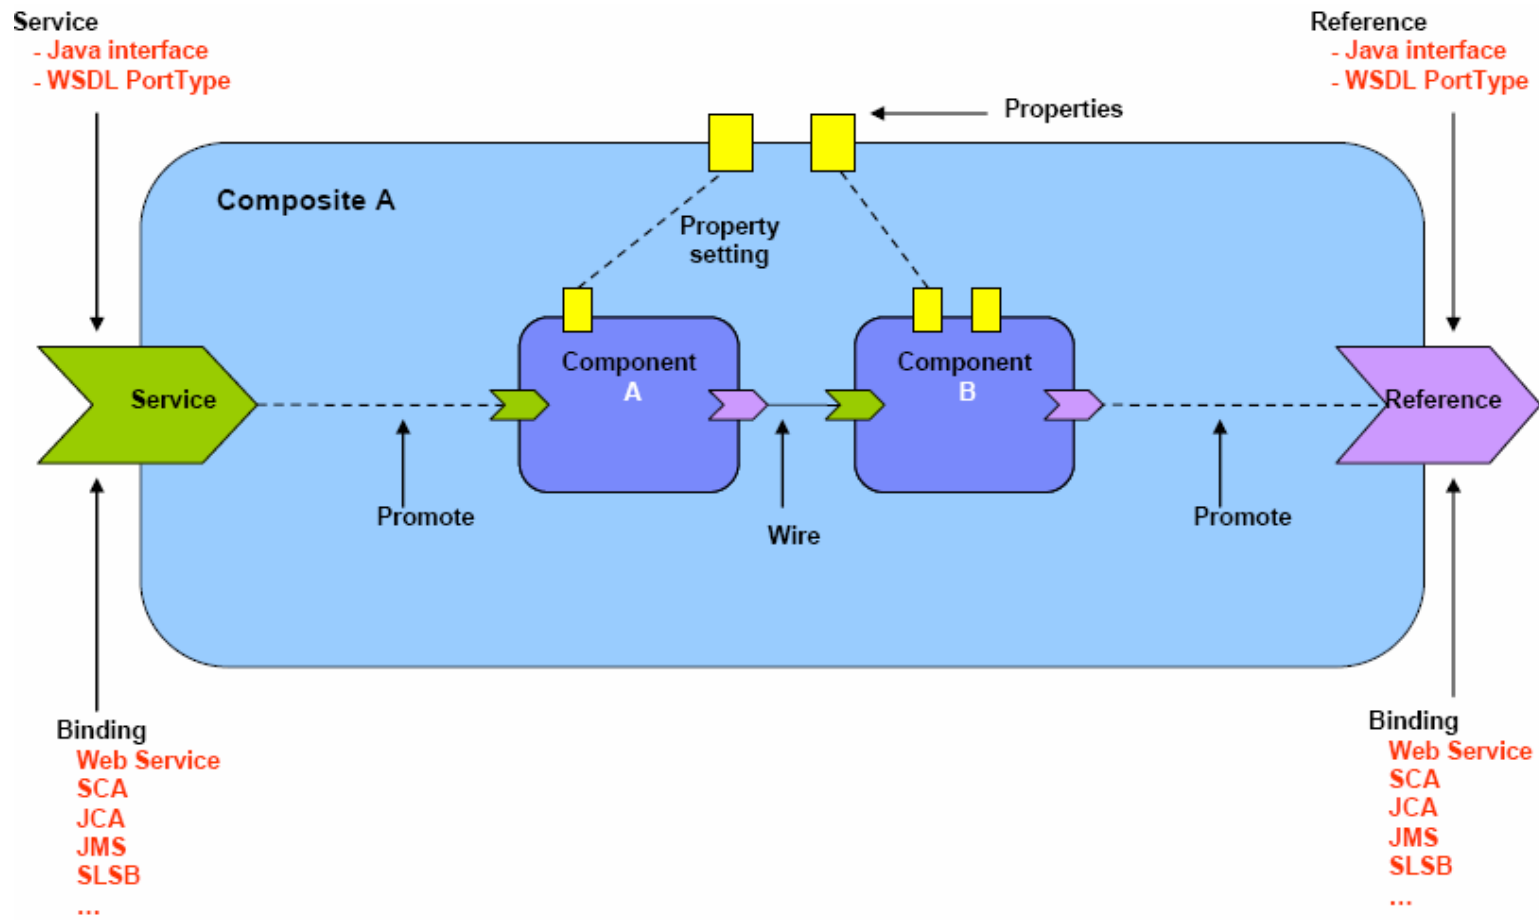 Service
- Java interface
- WSDL PortType
Reference
- Java interface
- WSDL PortType
Properties
Composite A
Property
setting
Component
A
Component
B
Service
Reference
Promote
Wire
Promote
Binding
Web Service
SCA
JCA
JMS
SLSB
...
Binding
Web Service
SCA
JCA
JMS
SLSB
...